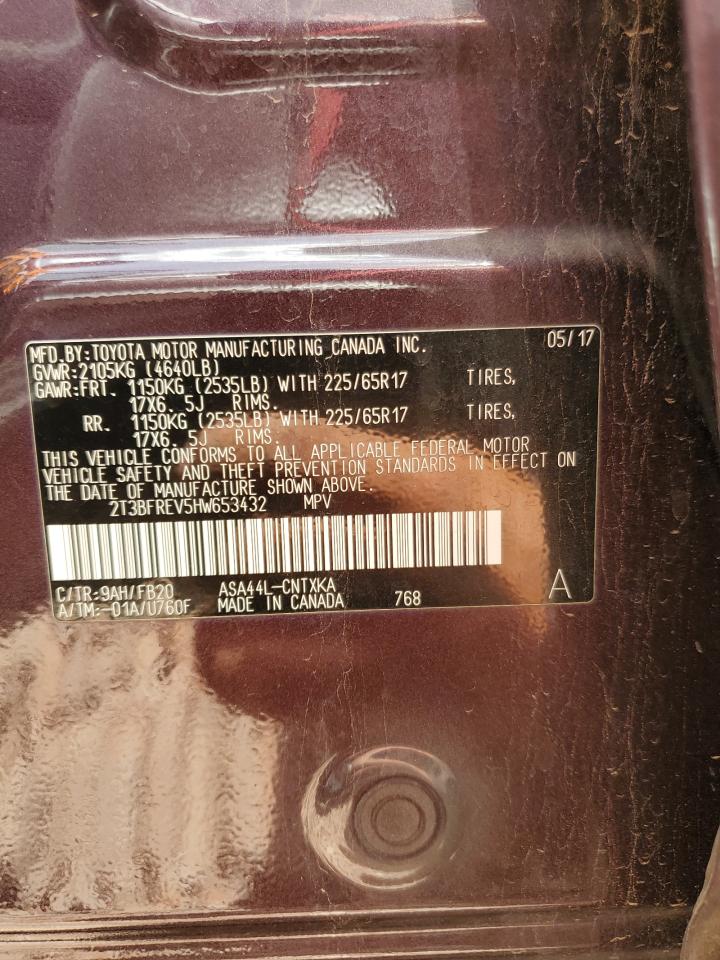 MFD.BY:TOYOTA MOTOR MANUFACTURING CANADA INC. 05/17
GVWR:2105KG (4640LB)
GAWR:FRT. 1150KG (2535LB) WITH 225/65R17 TIRES,
17X6. 5J RIMS.
RR. 1150KG (2535LB) WITH 225/65R17 TIRES,
17X6. 5J RIMS.
THIS VEHICLE CONFORMS TO ALL APPLICABLE FEDERAL MOTOR
VEHICLE SAFETY AND THEFT PREVENTION STANDARDS IN EFFECT ON
THE DATE OF MANUFACTURE SHOWN ABOVE.
2T3BFREV5HW653432 MPV
C/TR:9AH/FB20 ASA44L-CNTXKA A
A/TM:-01A/U760F MADE IN CANADA 768